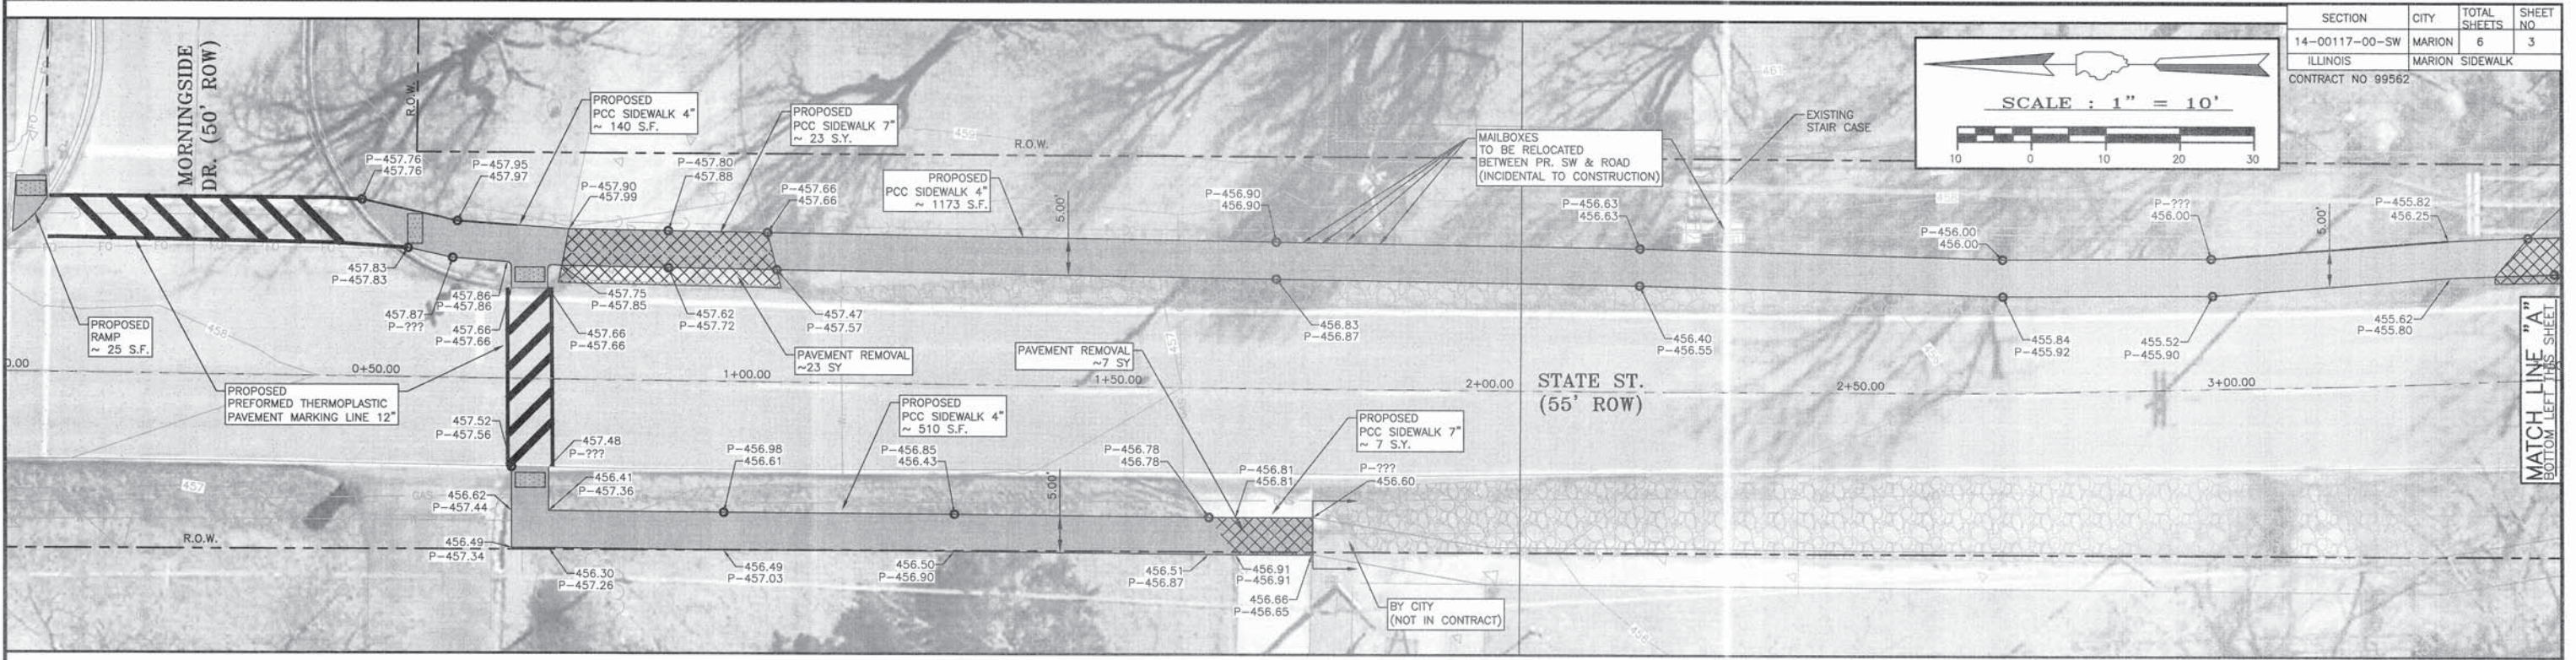 SECTION
CITY
TOTAL
SHEETS
SHEET
NO
14-00117-00-SW
MARION
6
3
ILLINOIS
MARION SIDEWALK
CONTRACT NO 99562
SCALE : 1" = 10'
10
0
10
20
30
MORNINGSIDE
DR. (50' ROW)
R.O.W.
PROPOSED
PCC SIDEWALK 4"
~ 140 S.F.
PROPOSED
PCC SIDEWALK 7"
~ 23 S.Y.
459
R.O.W.
MAILBOXES
TO BE RELOCATED
BETWEEN PR. SW & ROAD
(INCIDENTAL TO CONSTRUCTION)
EXISTING
STAIR CASE
P-457.76
457.76
P-457.95
457.97
P-457.90
457.99
P-457.80
457.88
P-457.66
457.66
PROPOSED
PCC SIDEWALK 4"
~ 1173 S.F.
5.00'
P-456.90
456.90
P-456.63
456.63
P-456.00
456.00
P-???
456.00
5.00'
P-455.82
456.25
457.83
P-457.83
457.87
P-???
457.86
P-457.86
457.66
P-457.66
457.75
P-457.85
457.66
P-457.66
457.62
P-457.72
457.47
P-457.57
456.83
P-456.87
456.40
P-456.55
455.84
P-455.92
455.52
P-455.90
455.62
P-455.80
PROPOSED
RAMP
~ 25 S.F.
458
PAVEMENT REMOVAL
~23 SY
PAVEMENT REMOVAL
~7 SY
457
0.00
0+50.00
1+00.00
1+50.00
2+00.00
2+50.00
3+00.00
STATE ST.
(55' ROW)
MATCH LINE "A"
BOTTOM LEFT THIS SHEET
PROPOSED
PREFORMED THERMOPLASTIC
PAVEMENT MARKING LINE 12"
PROPOSED
PCC SIDEWALK 4"
~ 510 S.F.
PROPOSED
PCC SIDEWALK 7"
~ 7 S.Y.
457.52
P-457.56
457.48
P-???
P-456.98
456.61
P-456.85
456.43
P-456.78
456.78
P-456.81
456.81
P-???
456.60
456.41
P-457.36
5.00'
457
GAS
456.62
P-457.44
R.O.W.
456.49
P-457.34
456.30
P-457.26
456.49
P-457.03
456.50
P-456.90
456.51
P-456.87
456.91
P-456.91
456.66
P-456.65
BY CITY
(NOT IN CONTRACT)